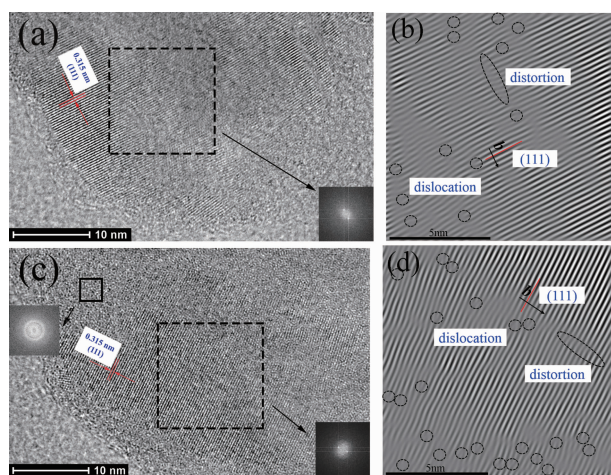 (a)
0.315 nm
(111)
10 nm
(b)
distortion
b
(111)
dislocation
5nm
(c)
0.315 nm
(111)
10 nm
(d)
b
(111)
dislocation
distortion
5nm